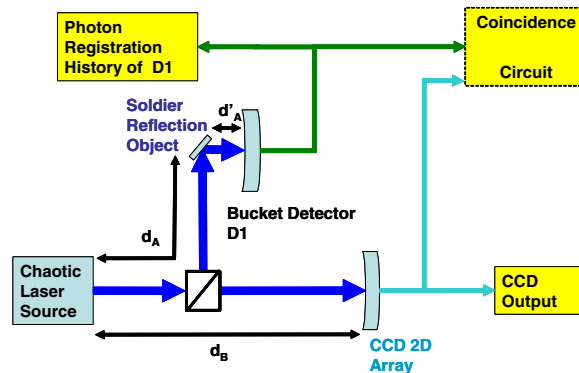 Photon
Registration
History of D1
Coincidence
Circuit
Soldier
Reflection
Object
d'A
Bucket Detector
D1
dA
Chaotic
Laser
Source
dB
CCD 2D
Array
CCD
Output